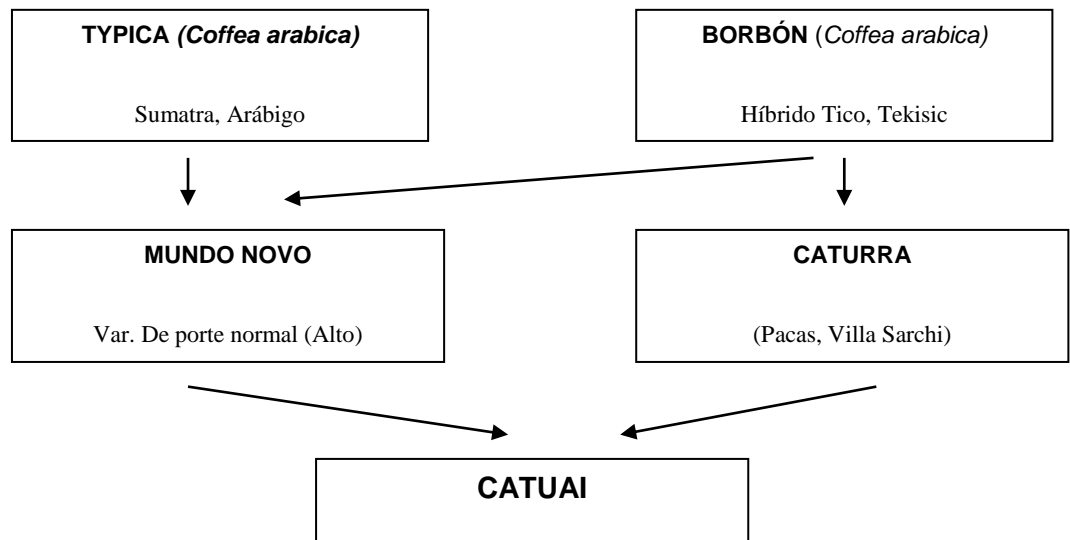 TYPICA (Coffea arabica)
Sumatra, Arábigo
BORBÓN (Coffea arabica)
Híbrido Tico, Tekisic
MUNDO NOVO
Var. De porte normal (Alto)
CATURRA
(Pacas, Villa Sarchi)
CATUAI